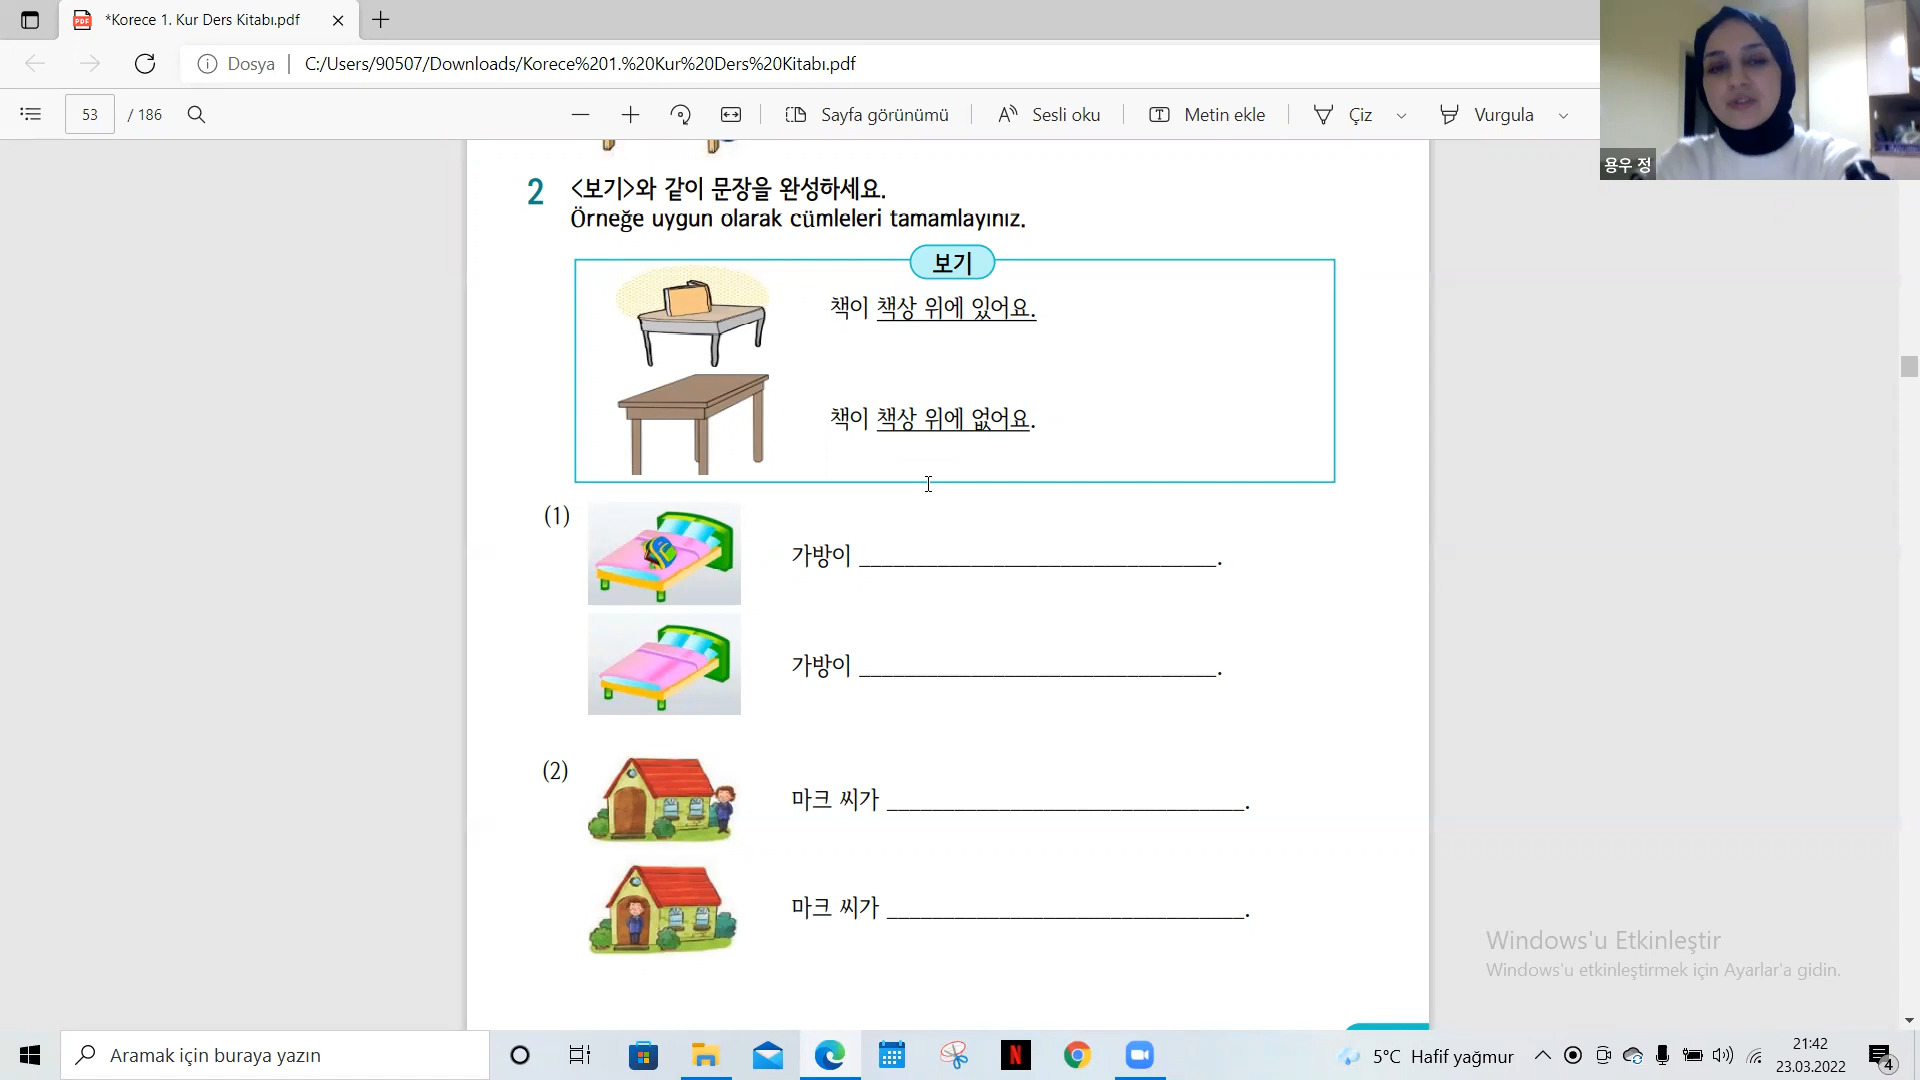 *Korece 1. Kur Ders Kitabı.pdf
Dosya
C:/Users/90507/Downloads/Korece%201.%20Kur%20Ders%20Kitabı.pdf
53 / 186
Sayfa görünümü
Sesli oku
Metin ekle
Çiz
Vurgula
용우 정
2 <보기>와 같이 문장을 완성하세요.
Örneğe uygun olarak cümleleri tamamlayınız.
보기
책이 책상 위에 있어요.
책이 책상 위에 없어요.
(1)
가방이 ______________________________.
가방이 ______________________________.
(2)
마크 씨가 ______________________________.
마크 씨가 ______________________________.
Windows'u Etkinleştir
Windows'u etkinleştirmek için Ayarlar'a gidin.
Aramak için buraya yazın
5°C Hafif yağmur
21:42
23.03.2022
4